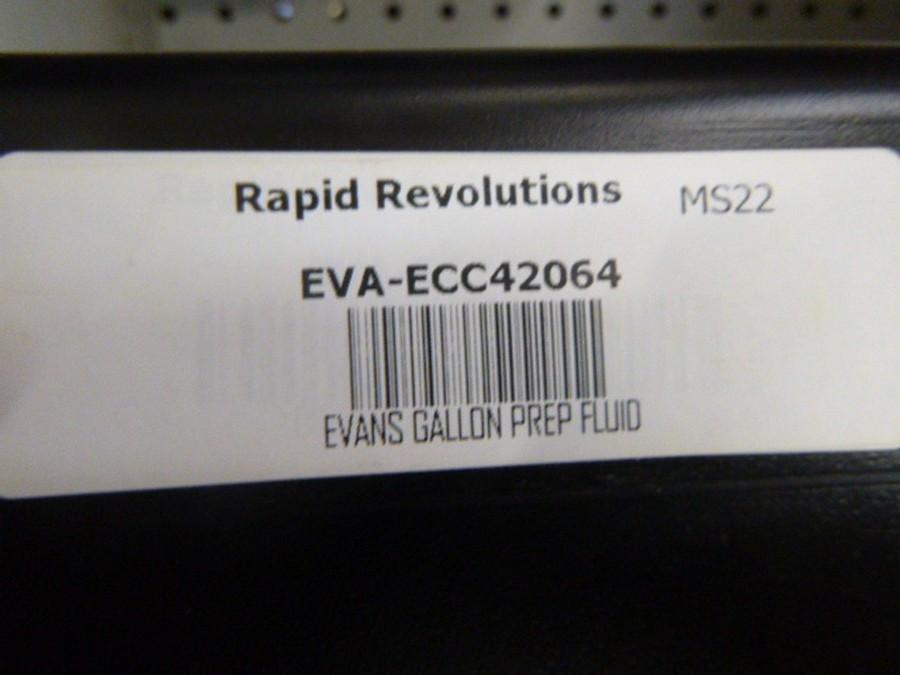 Rapid Revolutions MS22
EVA-ECC42064
EVANS GALLON PREP FLUID